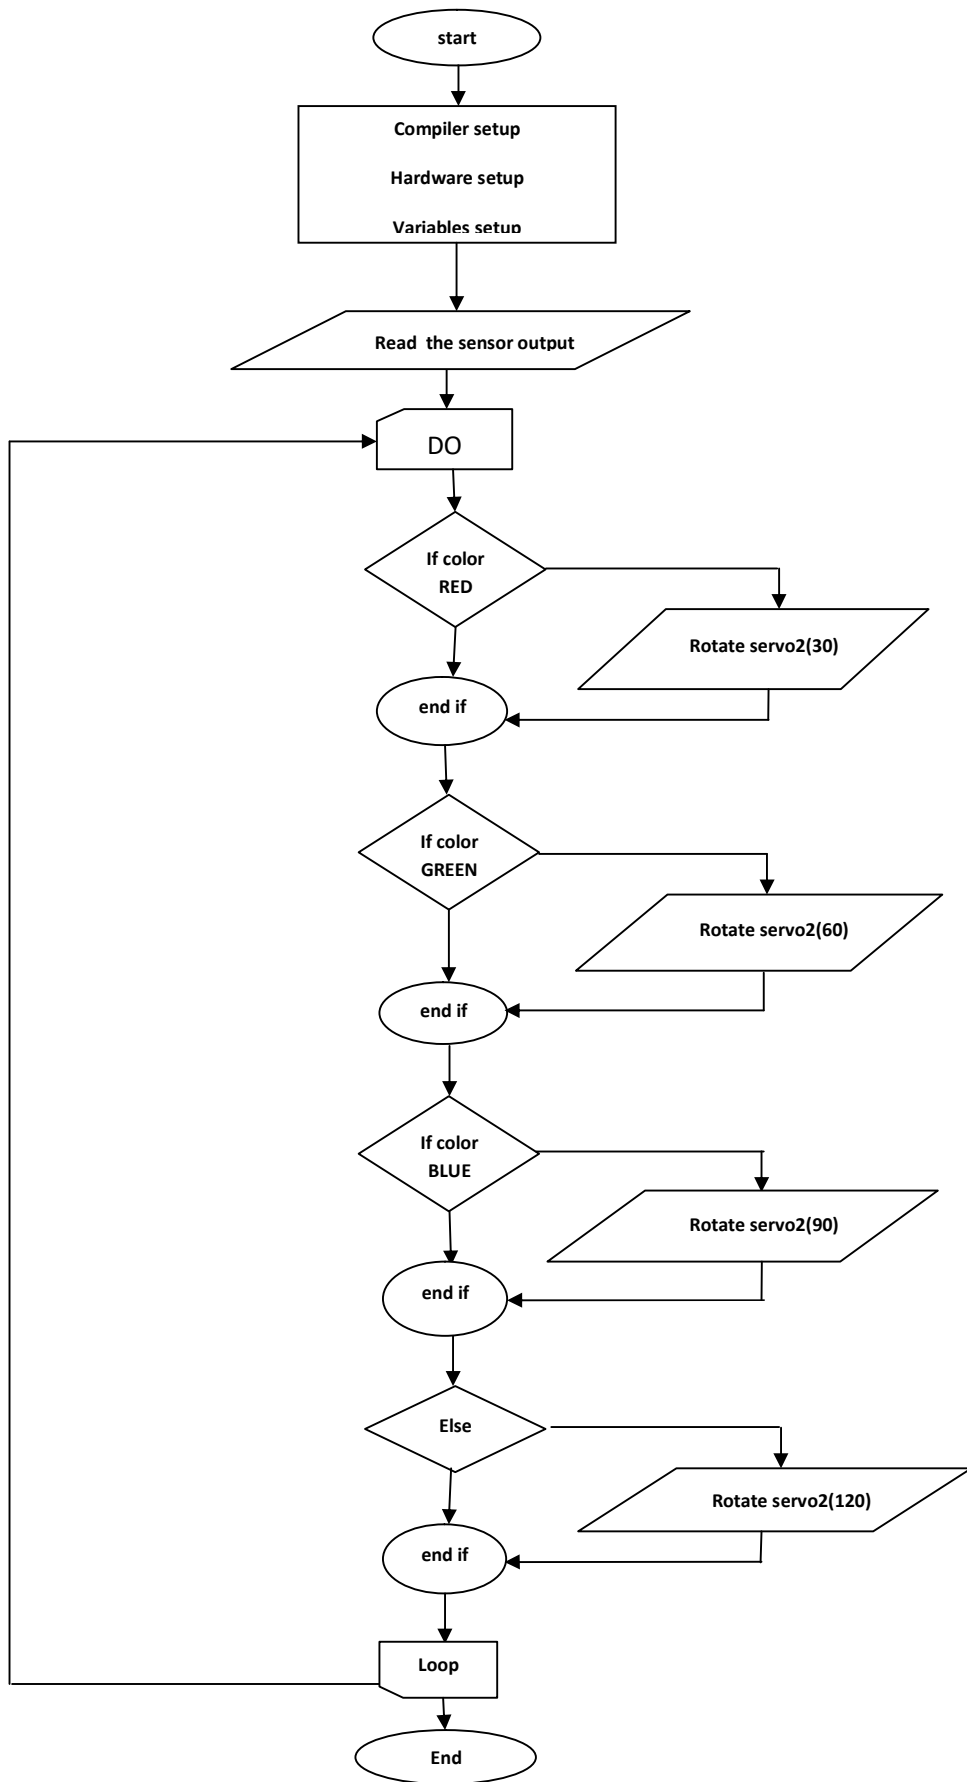 start
Compiler setup
Hardware setup
Variables setup
Read the sensor output
DO
If color
RED
Rotate servo2(30)
end if
If color
GREEN
Rotate servo2(60)
end if
If color
BLUE
Rotate servo2(90)
end if
Else
Rotate servo2(120)
end if
Loop
End